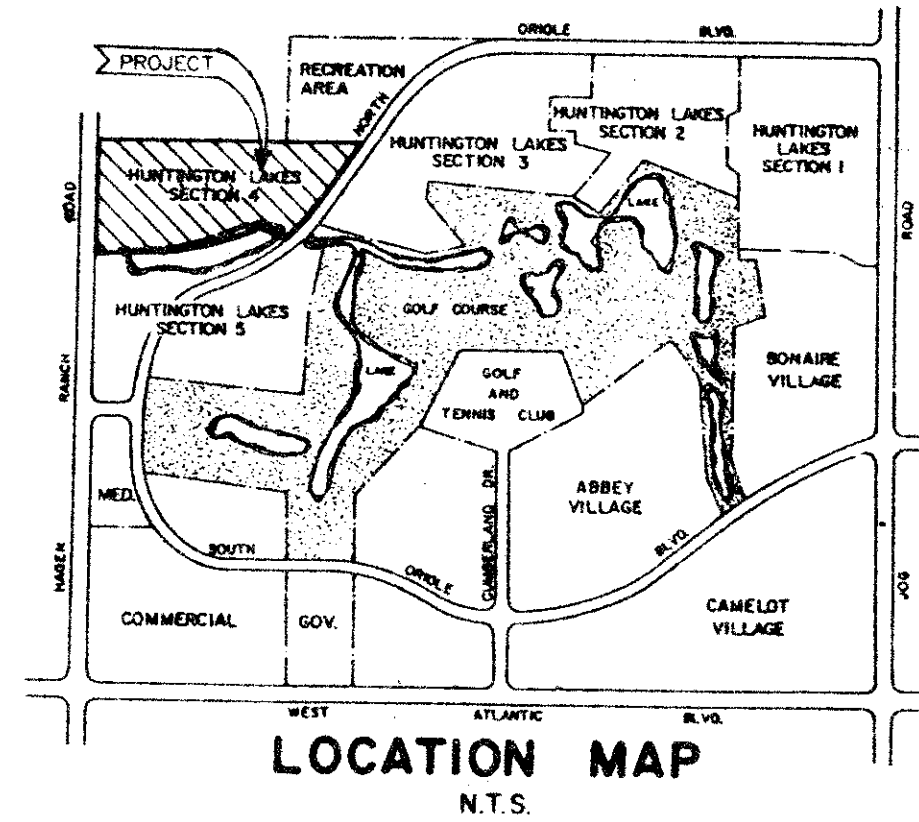 ORIOLE BLVD.
PROJECT
RECREATION
AREA
NORTH
HUNTINGTON LAKES
SECTION 2
HUNTINGTON
LAKES
SECTION 1
HUNTINGTON LAKES
SECTION 3
HUNTINGTON LAKES
SECTION 4
ROAD
LAKE
ROAD
HUNTINGTON LAKES
SECTION 5
GOLF COURSE
LAKE
GOLF
AND
TENNIS CLUB
BONAIRE
VILLAGE
RANCH
MED.
ABBEY
VILLAGE
CUMBERLAND DR.
BLVD.
SOUTH
ORIOLE
HAGEN
JOG
COMMERCIAL
GOV.
CAMELOT
VILLAGE
WEST ATLANTIC BLVD.
LOCATION MAP
N.T.S.